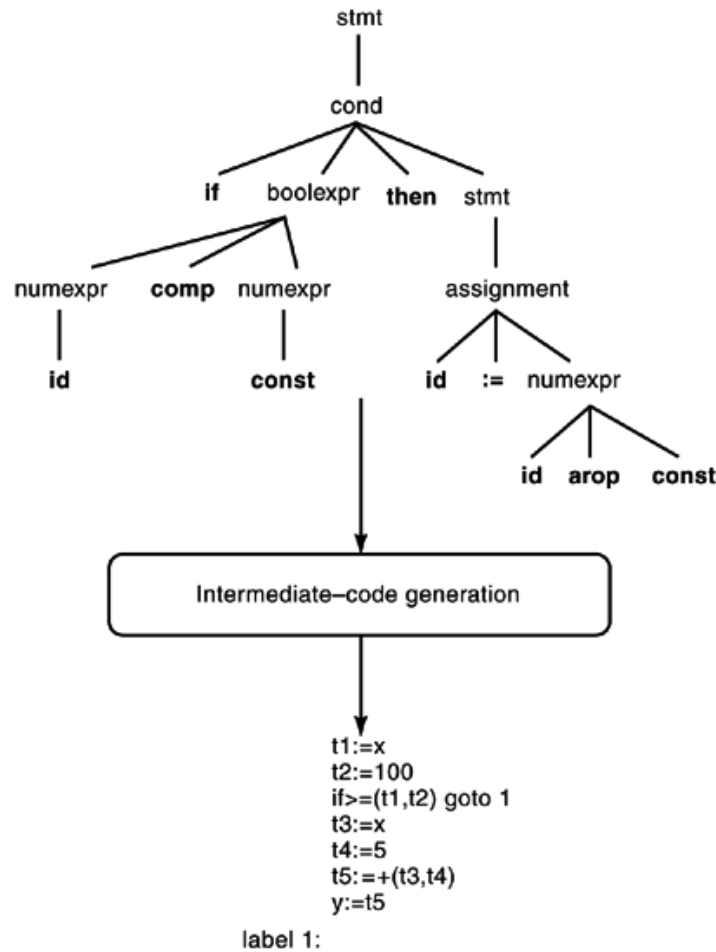 stmt
cond
if boolexpr then stmt
numexpr comp numexpr assignment
id const id := numexpr
id arop const
Intermediate–code generation
t1:=x
t2:=100
if>=(t1,t2) goto 1
t3:=x
t4:=5
t5:=+(t3,t4)
y:=t5
label 1: